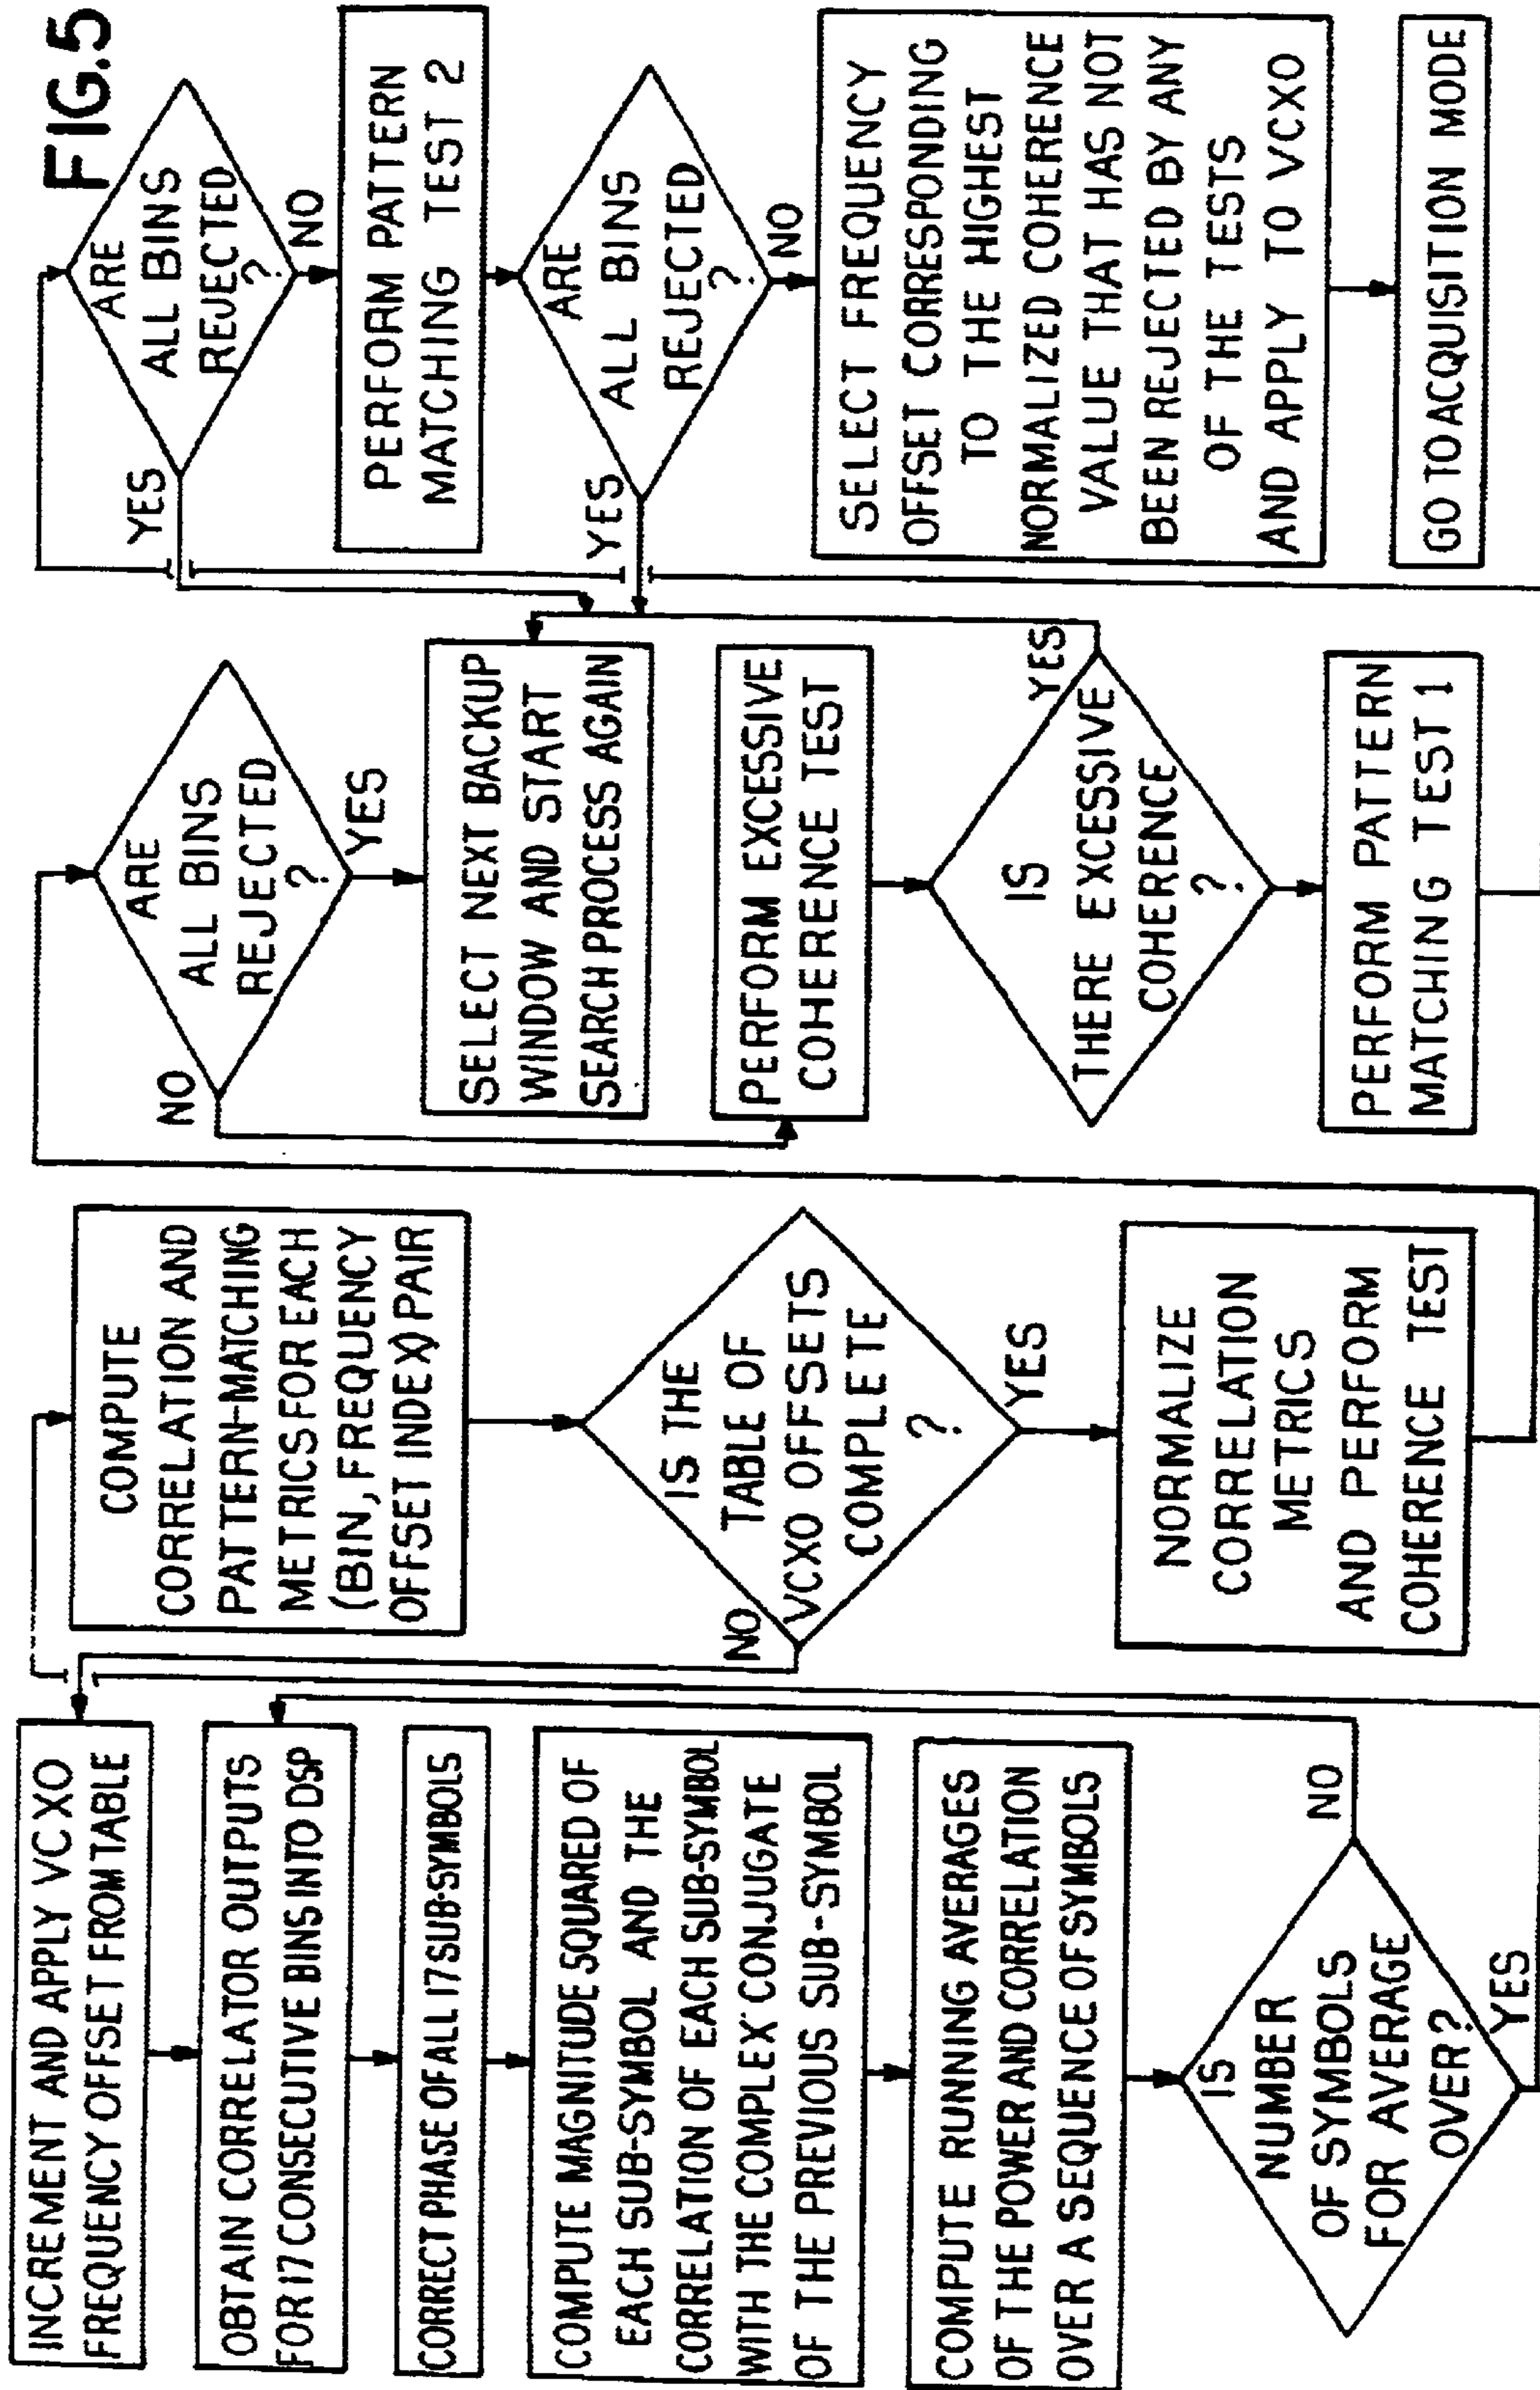 FIG.5
INCREMENT AND APPLY VCXO
FREQUENCY OFFSET FROM TABLE
OBTAIN CORRELATOR OUTPUTS
FOR 17 CONSECUTIVE BINS INTO DSP
CORRECT PHASE OF ALL 17 SUB-SYMBOLS
COMPUTE MAGNITUDE SQUARED OF
EACH SUB-SYMBOL AND THE
CORRELATION OF EACH SUB-SYMBOL
WITH THE COMPLEX CONJUGATE
OF THE PREVIOUS SUB-SYMBOL
COMPUTE RUNNING AVERAGES
OF THE POWER AND CORRELATION
OVER A SEQUENCE OF SYMBOLS
IS
NUMBER
OF SYMBOLS
FOR AVERAGE
OVER?
NO
YES
COMPUTE
CORRELATION AND
PATTERN-MATCHING
METRICS FOR EACH
(BIN, FREQUENCY
OFFSET INDEX) PAIR
IS THE
TABLE OF
VCXO OFFSETS
COMPLETE
?
NO
YES
NORMALIZE
CORRELATION
METRICS
AND PERFORM
COHERENCE TEST
ARE
ALL BINS
REJECTED
?
NO
YES
SELECT NEXT BACKUP
WINDOW AND START
SEARCH PROCESS AGAIN
PERFORM EXCESSIVE
COHERENCE TEST
IS
THERE EXCESSIVE
COHERENCE
?
YES
PERFORM PATTERN
MATCHING TEST 1
ARE
ALL BINS
REJECTED
?
YES
NO
PERFORM PATTERN
MATCHING TEST 2
ARE
ALL BINS
REJECTED
?
YES
NO
SELECT FREQUENCY
OFFSET CORRESPONDING
TO THE HIGHEST
NORMALIZED COHERENCE
VALUE THAT HAS NOT
BEEN REJECTED BY ANY
OF THE TESTS
AND APPLY TO VCXO
GO TO ACQUISITION MODE